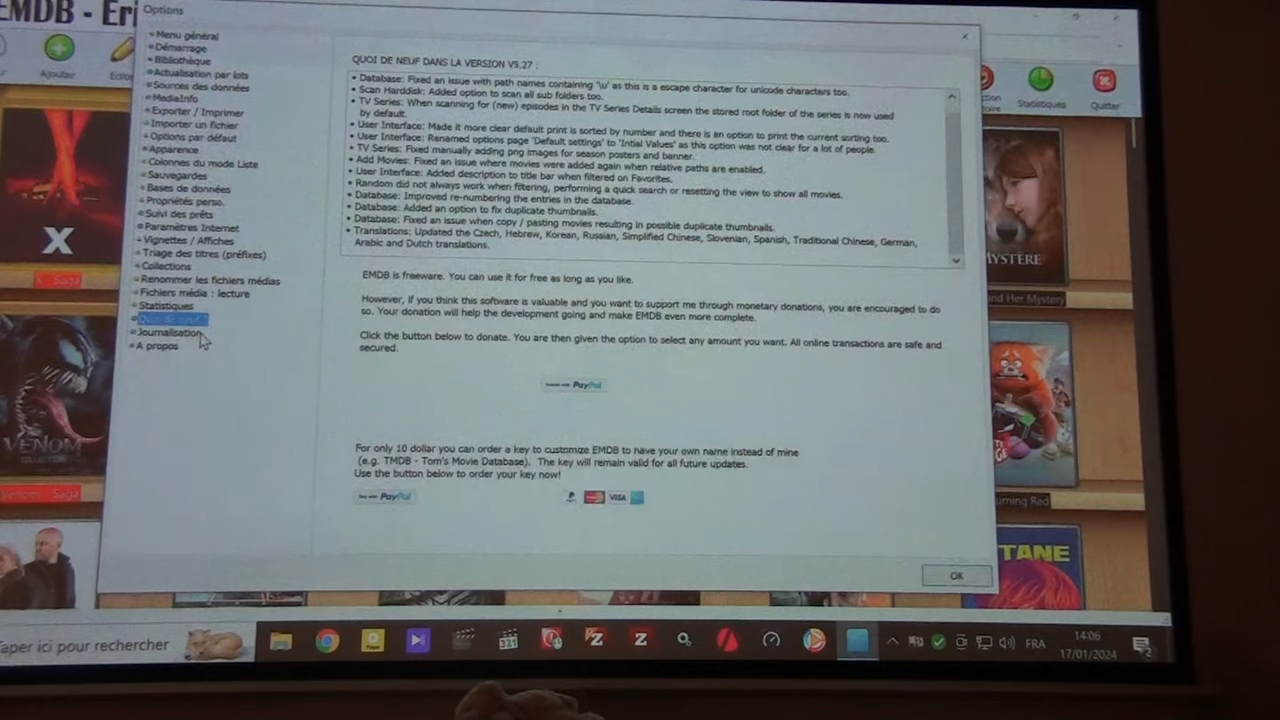 EMDB - Eri
Options
Ajouter
Statistiques
Quitter
Menu général
Démarrage
Bibliothèque
Actualisation par lots
Sources des données
MediaInfo
Exporter / Imprimer
Importer un fichier
Options par défaut
Apparence
Colonnes du mode Liste
Sauvegardes
Bases de données
Propriétés perso.
Suivi des prêts
Paramètres Internet
Vignettes / Affiches
Triage des titres (préfixes)
Collections
Renommer les fichiers médias
Fichiers média : lecture
Statistiques
Quoi de neuf
Journalisation
A propos
QUOI DE NEUF DANS LA VERSION V5.27 :
• Database: Fixed an issue with path names containing '\u' as this is a escape character for unicode characters too.
• Scan Harddisk: Added option to scan all sub folders too.
• TV Series: When scanning for (new) episodes in the TV Series Details screen the stored root folder of the series is now used
by default.
• User Interface: Made it more clear default print is sorted by number and there is an option to print the current sorting too.
• User Interface: Renamed options page 'Default settings' to 'Intial Values' as this option was not clear for a lot of people.
• TV Series: Fixed manually adding png images for season posters and banner.
• Add Movies: Fixed an issue where movies were added again when relative paths are enabled.
• User Interface: Added description to title bar when filtered on Favorites.
• Random did not always work when filtering, performing a quick search or resetting the view to show all movies.
• Database: Improved re-numbering the entries in the database.
• Database: Added an option to fix duplicate thumbnails.
• Database: Fixed an issue when copy / pasting movies resulting in possible duplicate thumbnails.
• Translations: Updated the Czech, Hebrew, Korean, Russian, Simplified Chinese, Slovenian, Spanish, Traditional Chinese, German,
Arabic and Dutch translations.
EMDB is freeware. You can use it for free as long as you like.
However, if you think this software is valuable and you want to support me through monetary donations, you are encouraged to do
so. Your donation will help the development going and make EMDB even more complete.
Click the button below to donate. You are then given the option to select any amount you want. All online transactions are safe and
secured.
PayPal
For only 10 dollar you can order a key to customize EMDB to have your own name instead of mine
(e.g. TMDB - Tom's Movie Database). The key will remain valid for all future updates.
Use the button below to order your key now!
Buy with PayPal
VISA
OK
X
X - Saga
VENOM
Venom - Saga
MYSTERE
and Her Mystery
urning Red
TANE
Taper ici pour rechercher
321
FRA
14:06
17/01/2024
2